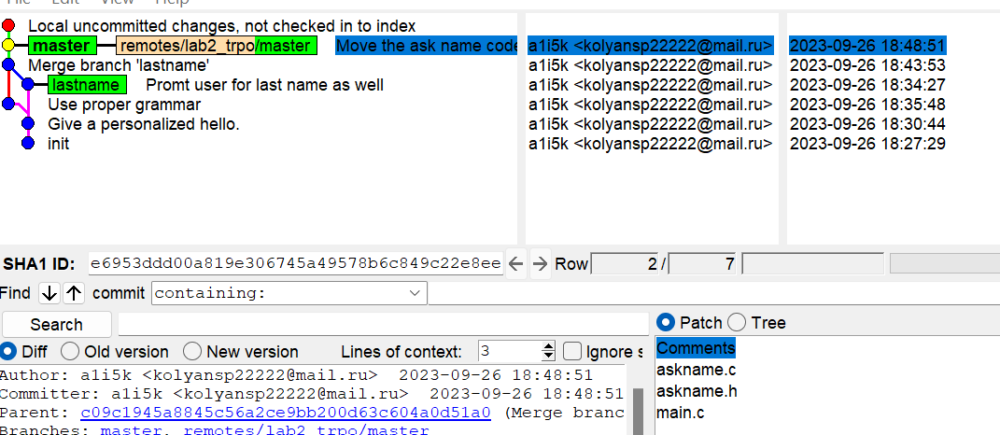 File Edit View Help
Local uncommitted changes, not checked in to index
master remotes/lab2_trpo/master Move the ask name code a1i5k <kolyansp22222@mail.ru> 2023-09-26 18:48:51
Merge branch 'lastname' a1i5k <kolyansp22222@mail.ru> 2023-09-26 18:43:53
lastname Promt user for last name as well a1i5k <kolyansp22222@mail.ru> 2023-09-26 18:34:27
Use proper grammar a1i5k <kolyansp22222@mail.ru> 2023-09-26 18:35:48
Give a personalized hello. a1i5k <kolyansp22222@mail.ru> 2023-09-26 18:30:44
init a1i5k <kolyansp22222@mail.ru> 2023-09-26 18:27:29
SHA1 ID: e6953ddd00a819e306745a49578b6c849c22e8ee Row 2 / 7
Find commit containing:
Search Patch Tree
Diff Old version New version Lines of context: 3 Ignore s
Comments
askname.c
askname.h
main.c
Author: a1i5k <kolyansp22222@mail.ru> 2023-09-26 18:48:51
Committer: a1i5k <kolyansp22222@mail.ru> 2023-09-26 18:48:51
Parent: c09c1945a8845c56a2ce9bb200d63c604a0d51a0 (Merge branc
Branches: master, remotes/lab2_trpo/master